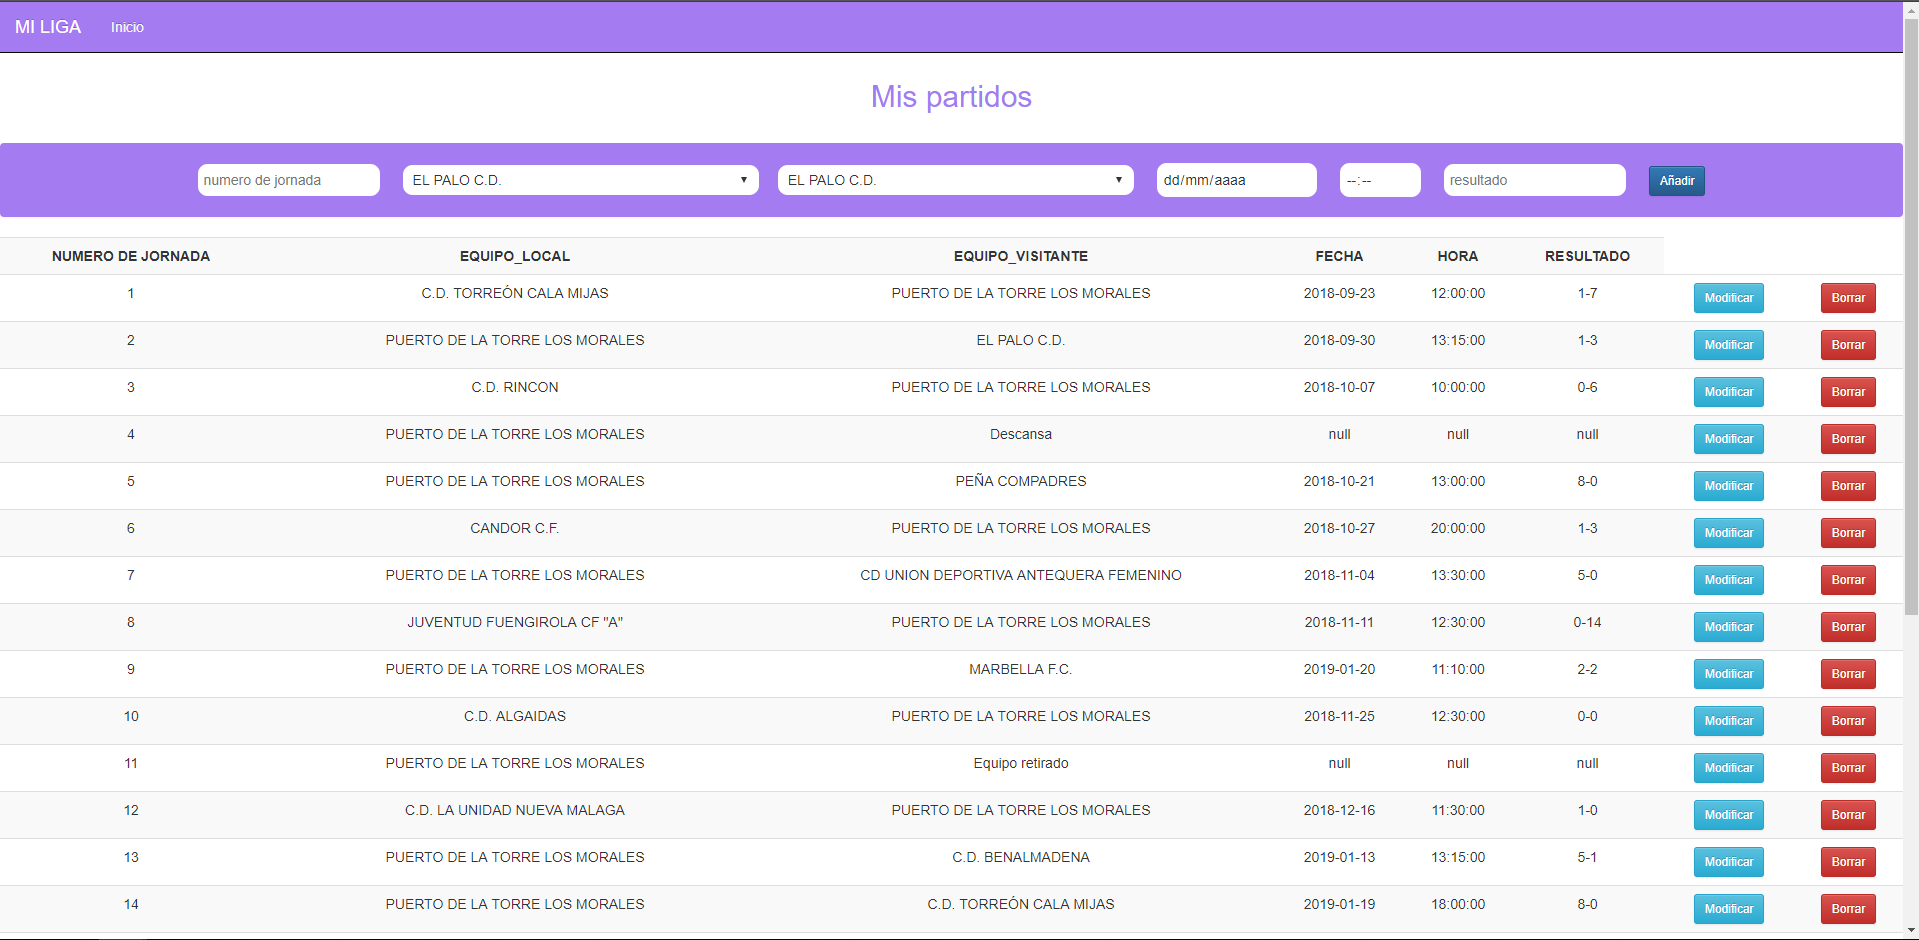 MI LIGA Inicio
Mis partidos
numero de jornada EL PALO C.D. EL PALO C.D. dd/mm/aaaa --:-- resultado Añadir
NUMERO DE JORNADA EQUIPO_LOCAL EQUIPO_VISITANTE FECHA HORA RESULTADO
1 C.D. TORREÓN CALA MIJAS PUERTO DE LA TORRE LOS MORALES 2018-09-23 12:00:00 1-7 Modificar Borrar
2 PUERTO DE LA TORRE LOS MORALES EL PALO C.D. 2018-09-30 13:15:00 1-3 Modificar Borrar
3 C.D. RINCON PUERTO DE LA TORRE LOS MORALES 2018-10-07 10:00:00 0-6 Modificar Borrar
4 PUERTO DE LA TORRE LOS MORALES Descansa null null null Modificar Borrar
5 PUERTO DE LA TORRE LOS MORALES PEÑA COMPADRES 2018-10-21 13:00:00 8-0 Modificar Borrar
6 CANDOR C.F. PUERTO DE LA TORRE LOS MORALES 2018-10-27 20:00:00 1-3 Modificar Borrar
7 PUERTO DE LA TORRE LOS MORALES CD UNION DEPORTIVA ANTEQUERA FEMENINO 2018-11-04 13:30:00 5-0 Modificar Borrar
8 JUVENTUD FUENGIROLA CF "A" PUERTO DE LA TORRE LOS MORALES 2018-11-11 12:30:00 0-14 Modificar Borrar
9 PUERTO DE LA TORRE LOS MORALES MARBELLA F.C. 2019-01-20 11:10:00 2-2 Modificar Borrar
10 C.D. ALGAIDAS PUERTO DE LA TORRE LOS MORALES 2018-11-25 12:30:00 0-0 Modificar Borrar
11 PUERTO DE LA TORRE LOS MORALES Equipo retirado null null null Modificar Borrar
12 C.D. LA UNIDAD NUEVA MALAGA PUERTO DE LA TORRE LOS MORALES 2018-12-16 11:30:00 1-0 Modificar Borrar
13 PUERTO DE LA TORRE LOS MORALES C.D. BENALMADENA 2019-01-13 13:15:00 5-1 Modificar Borrar
14 PUERTO DE LA TORRE LOS MORALES C.D. TORREÓN CALA MIJAS 2019-01-19 18:00:00 8-0 Modificar Borrar